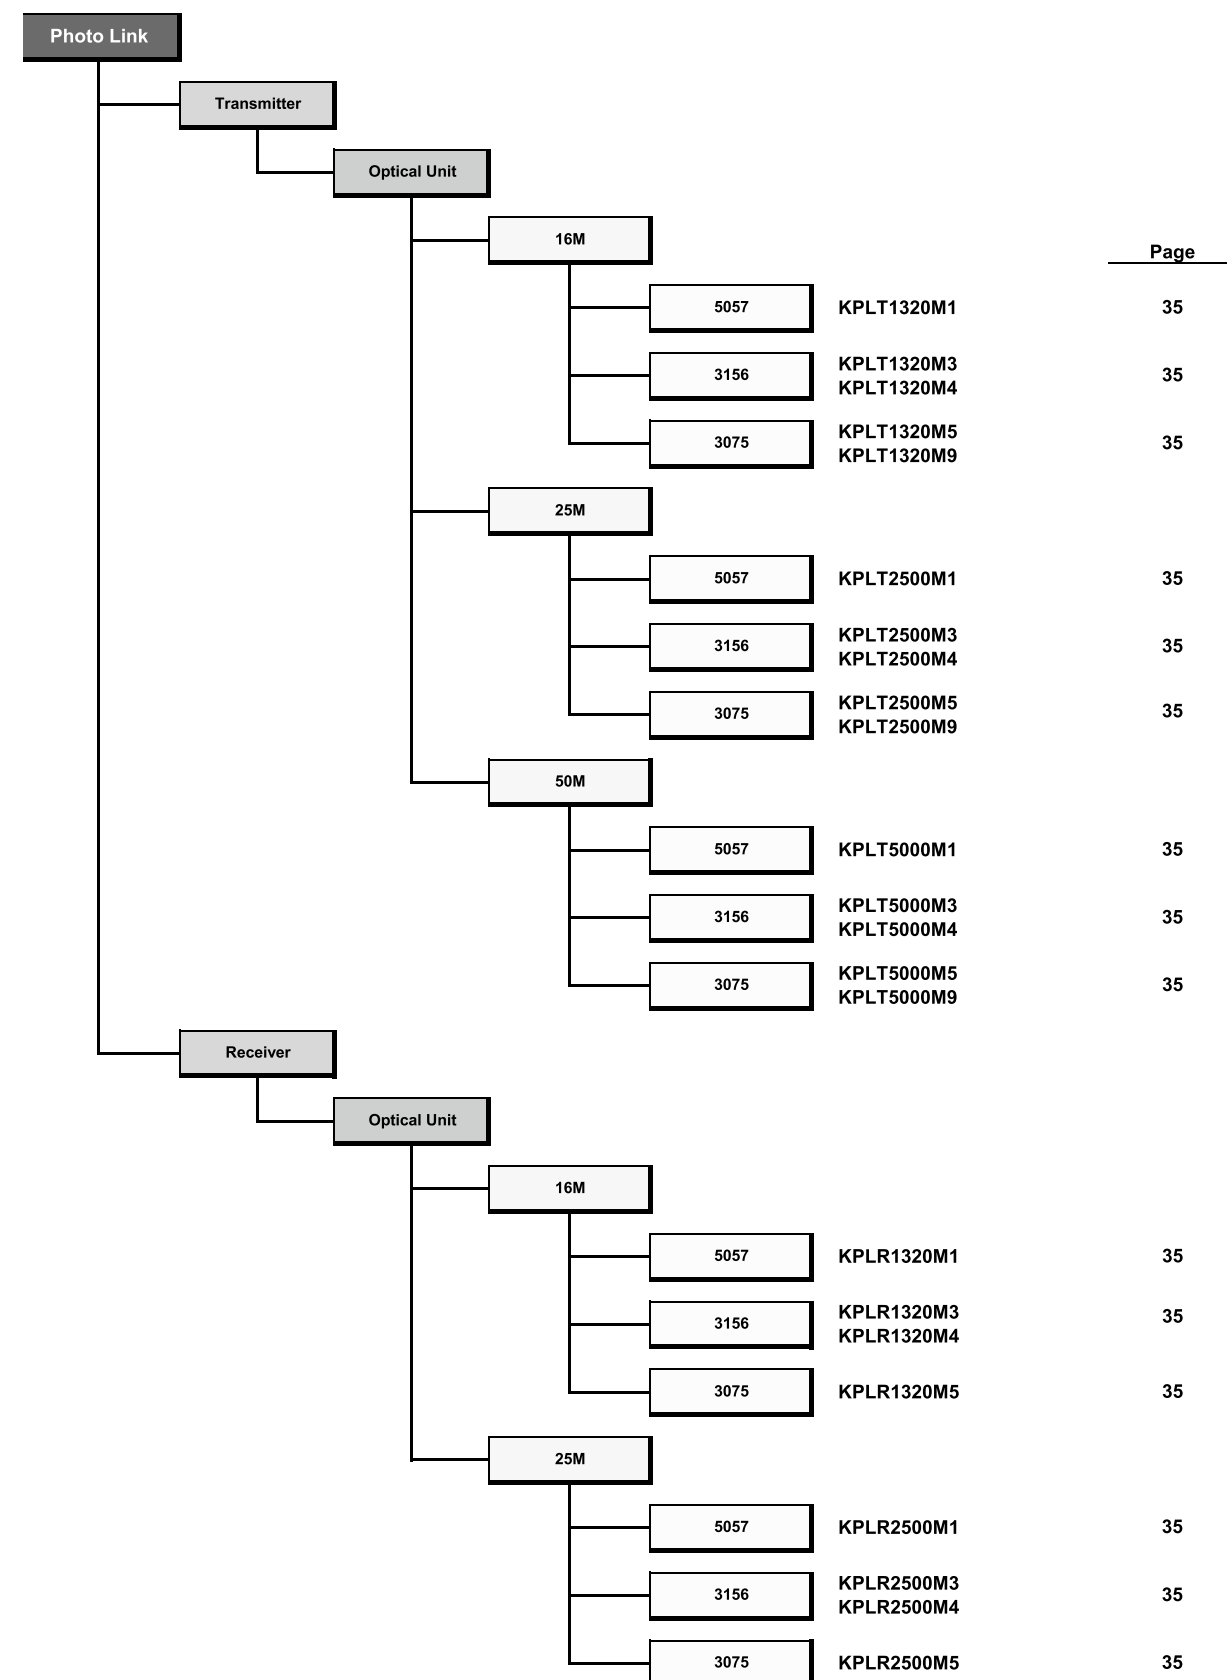 Photo Link
Transmitter
Optical Unit
16M
Page
5057 KPLT1320M1 35
3156 KPLT1320M3 35
KPLT1320M4
3075 KPLT1320M5 35
KPLT1320M9
25M
5057 KPLT2500M1 35
3156 KPLT2500M3 35
KPLT2500M4
3075 KPLT2500M5 35
KPLT2500M9
50M
5057 KPLT5000M1 35
3156 KPLT5000M3 35
KPLT5000M4
3075 KPLT5000M5 35
KPLT5000M9
Receiver
Optical Unit
16M
5057 KPLR1320M1 35
3156 KPLR1320M3 35
KPLR1320M4
3075 KPLR1320M5 35
25M
5057 KPLR2500M1 35
3156 KPLR2500M3 35
KPLR2500M4
3075 KPLR2500M5 35